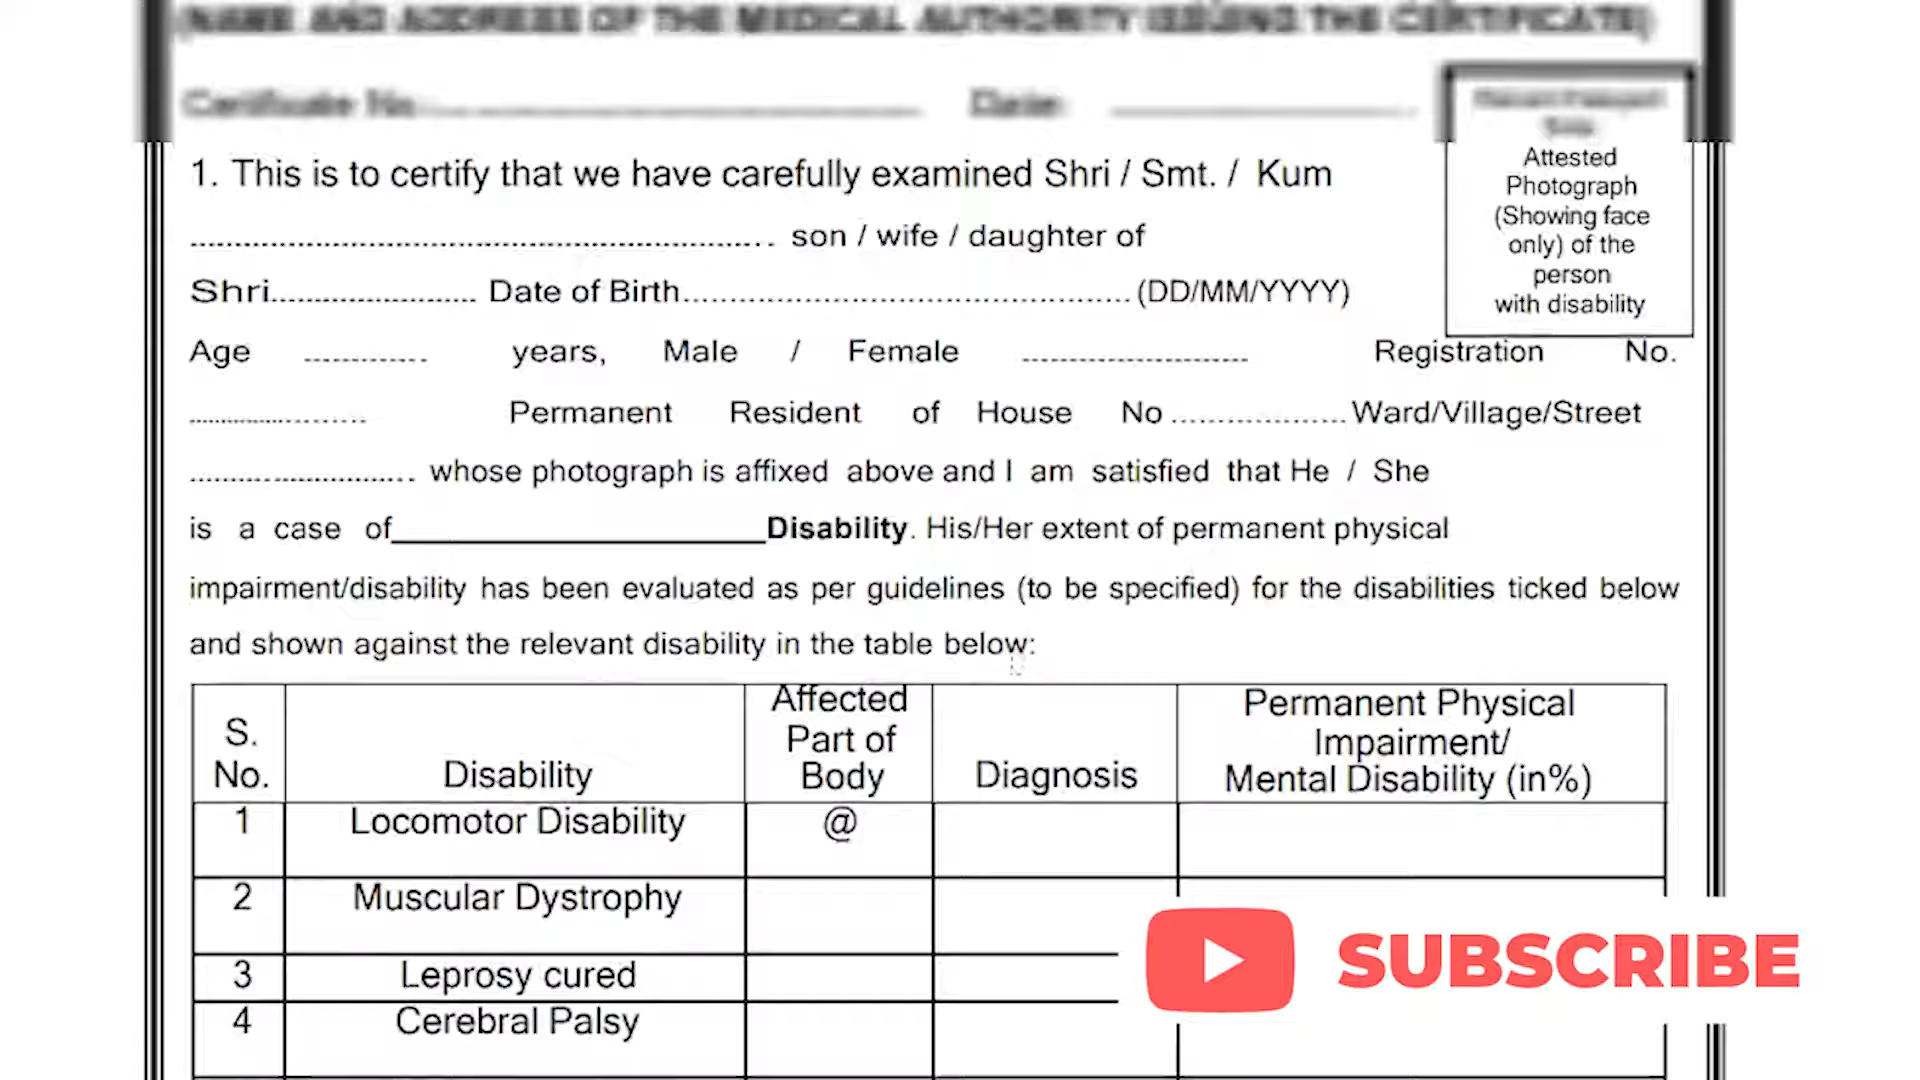 (NAME AND ADDRESS OF THE MEDICAL AUTHORITY ISSUING THE CERTIFICATE)
Certificate No. Date
Attested
Photograph
(Showing face
only) of the
person
with disability
1. This is to certify that we have carefully examined Shri / Smt. / Kum
.................................................................. son / wife / daughter of
Shri......................... Date of Birth................................................(DD/MM/YYYY)
Age .............. years, Male / Female ......................... Registration No.
...................... Permanent Resident of House No ...................Ward/Village/Street
......................... whose photograph is affixed above and I am satisfied that He / She
is a case of____________________Disability. His/Her extent of permanent physical
impairment/disability has been evaluated as per guidelines (to be specified) for the disabilities ticked below
and shown against the relevant disability in the table below:
S. No. Disability Affected Part of Body Diagnosis Permanent Physical Impairment/ Mental Disability (in%)
1 Locomotor Disability @
2 Muscular Dystrophy
3 Leprosy cured
4 Cerebral Palsy
SUBSCRIBE